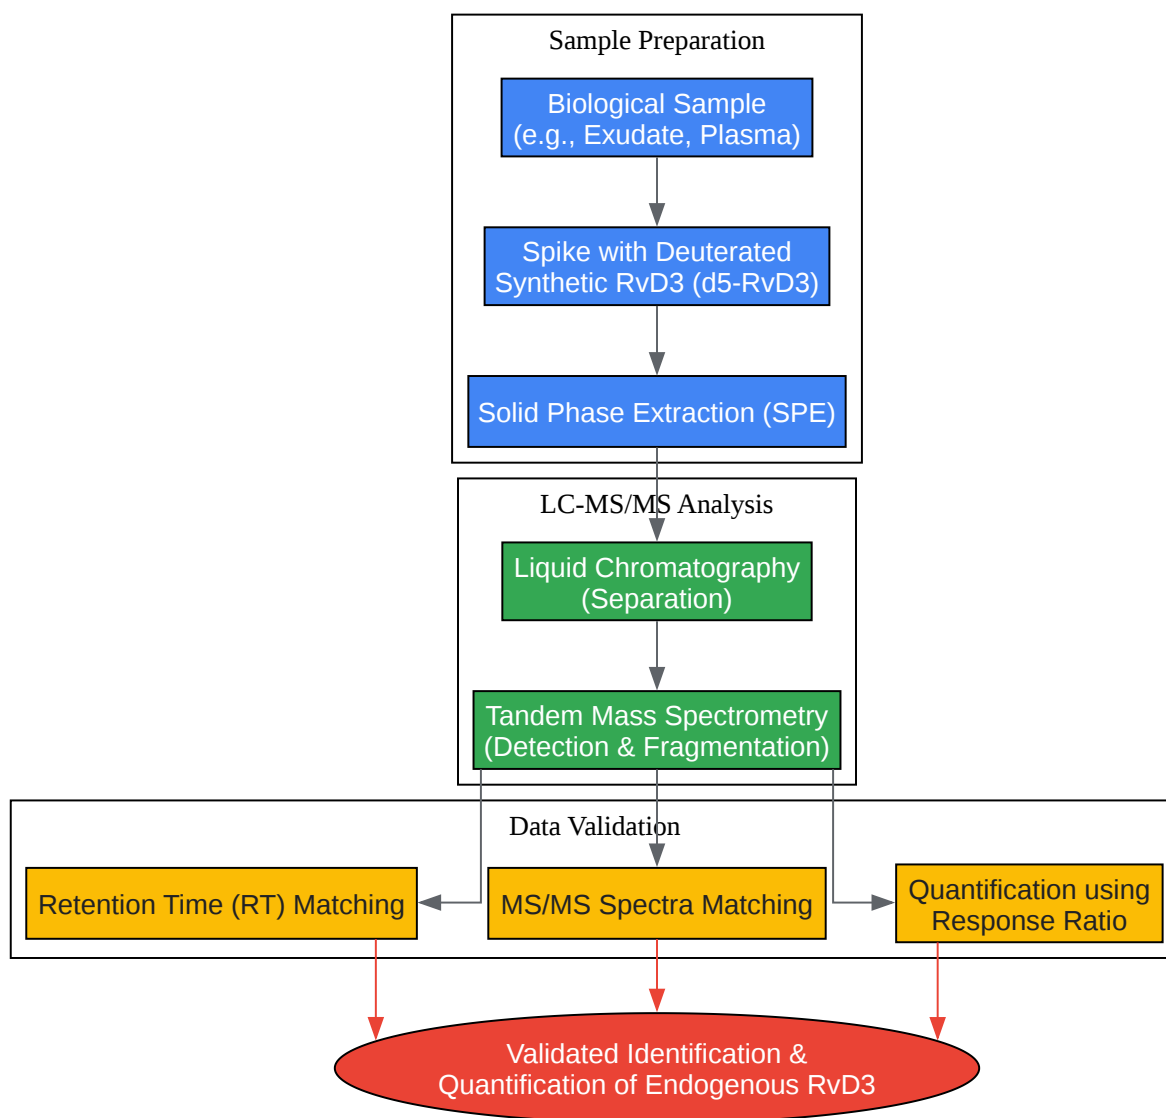 Sample Preparation
Biological Sample
(e.g., Exudate, Plasma)
Spike with Deuterated
Synthetic RvD3 (d5-RvD3)
Solid Phase Extraction (SPE)
LC-MS/MS Analysis
Liquid Chromatography
(Separation)
Tandem Mass Spectrometry
(Detection & Fragmentation)
Data Validation
Retention Time (RT) Matching
MS/MS Spectra Matching
Quantification using
Response Ratio
Validated Identification &
Quantification of Endogenous RvD3